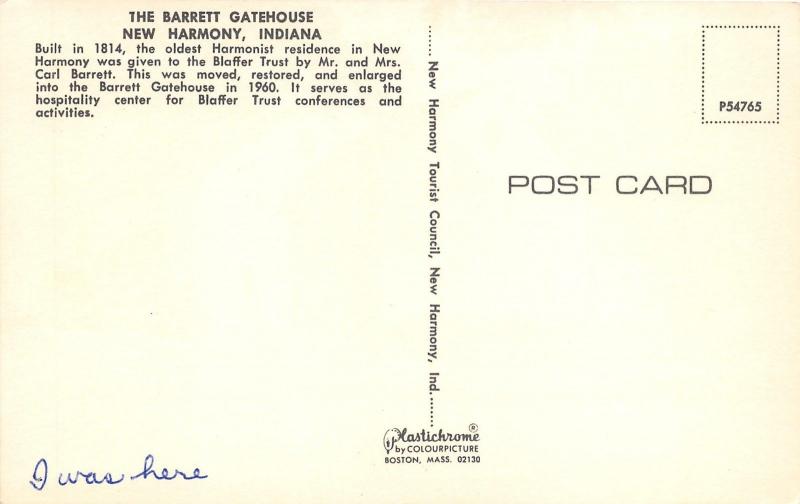 THE BARRETT GATEHOUSE
NEW HARMONY, INDIANA
Built in 1814, the oldest Harmonist residence in New
Harmony was given to the Blaffer Trust by Mr. and Mrs.
Carl Barrett. This was moved, restored, and enlarged
into the Barrett Gatehouse in 1960. It serves as the
hospitality center for Blaffer Trust conferences and
activities.
New Harmony Tourist Council, New Harmony, Ind.
P54765
POST CARD
Plastichrome®
by COLOURPICTURE
BOSTON, MASS. 02130
I was here